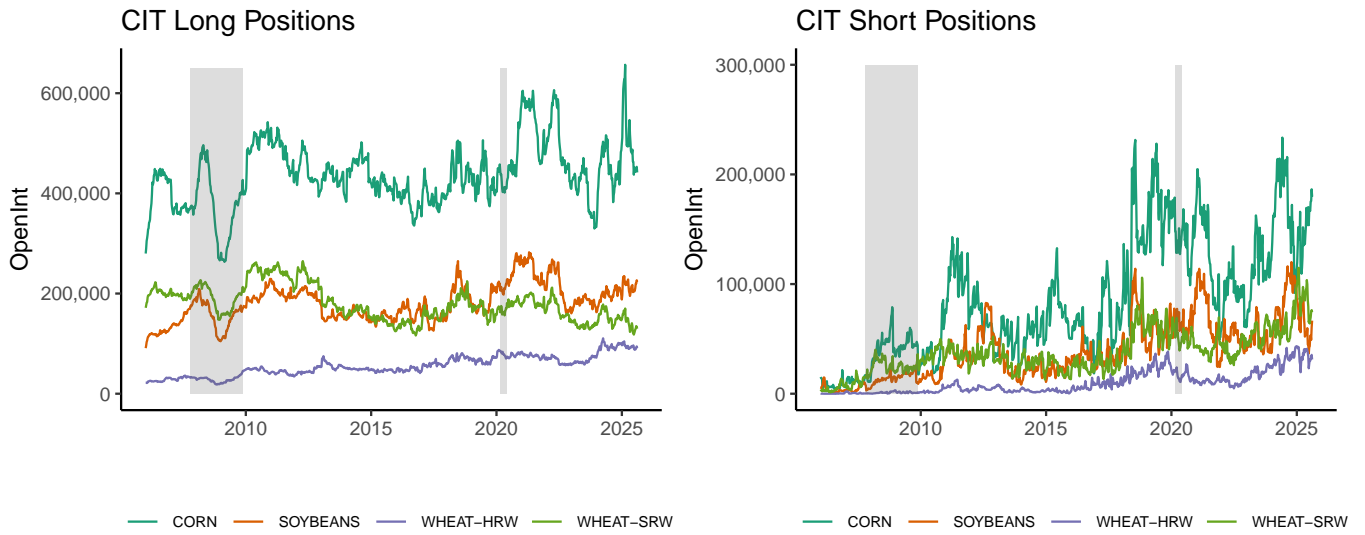 CIT Long Positions
OpenInt
600,000
400,000
200,000
0
2010 2015 2020 2025
CORN SOYBEANS WHEAT−HRW WHEAT−SRW
CIT Short Positions
OpenInt
300,000
200,000
100,000
0
2010 2015 2020 2025
CORN SOYBEANS WHEAT−HRW WHEAT−SRW